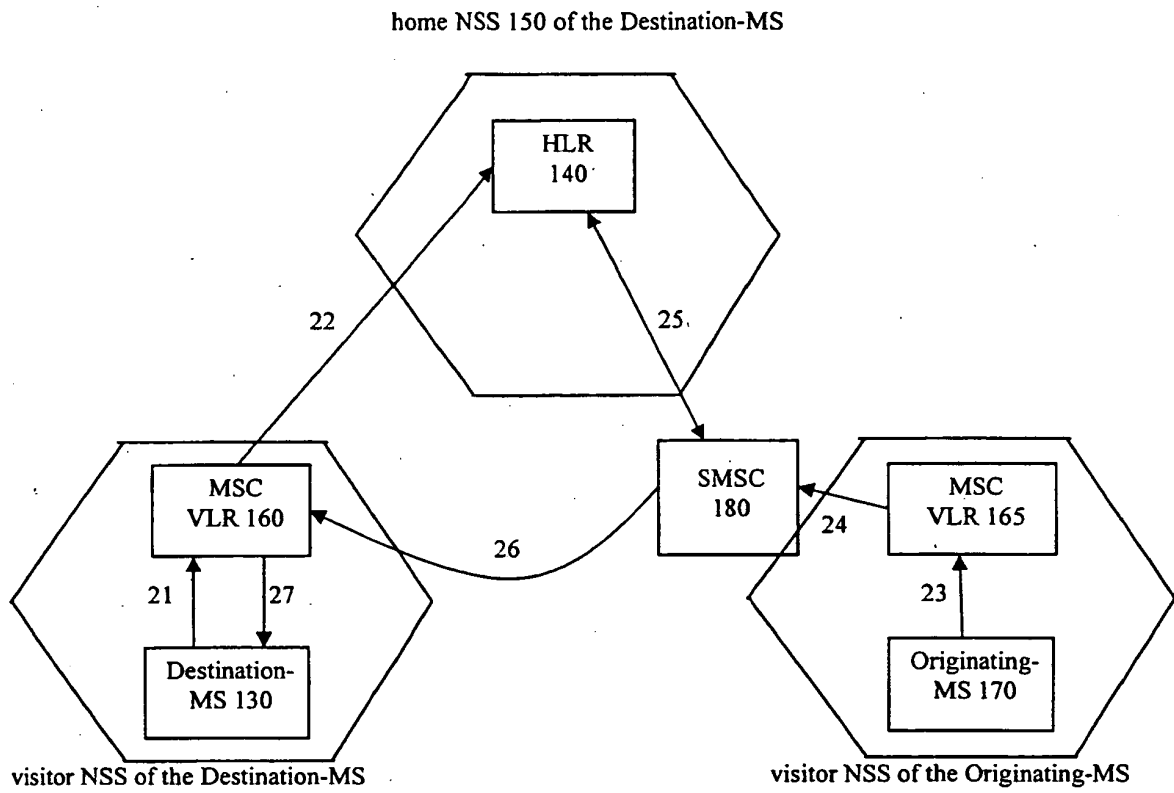 home NSS 150 of the Destination-MS
HLR
140
22
25
MSC
VLR 160
SMSC
180
MSC
VLR 165
24
26
21
27
23
Destination-
MS 130
Originating-
MS 170
visitor NSS of the Destination-MS
visitor NSS of the Originating-MS